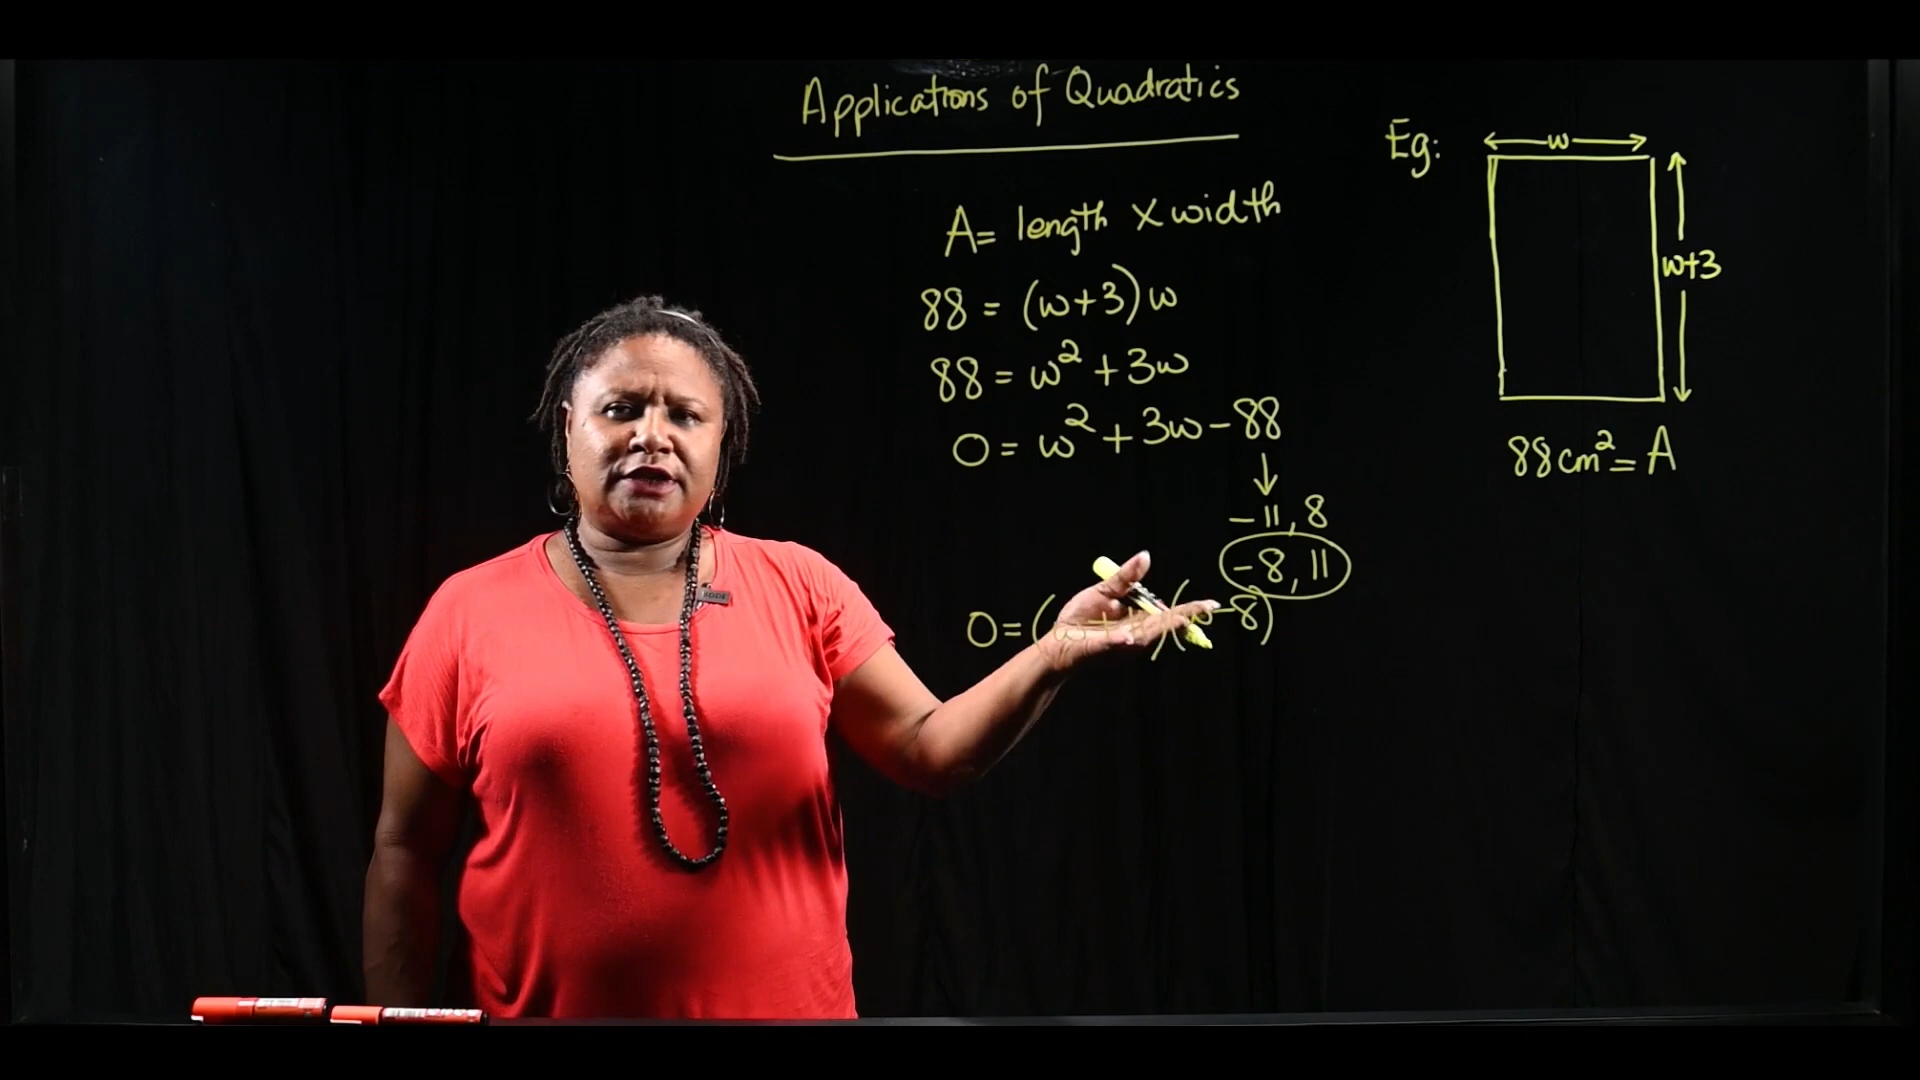 Applications of Quadratics
A = length × width
88 = (w+3)w
88 = w² + 3w
0 = w² + 3w - 88
↓
-11, 8
-8, 11
0 = (w + 11)(w - 8)
Eg:
w
w+3
88cm² = A